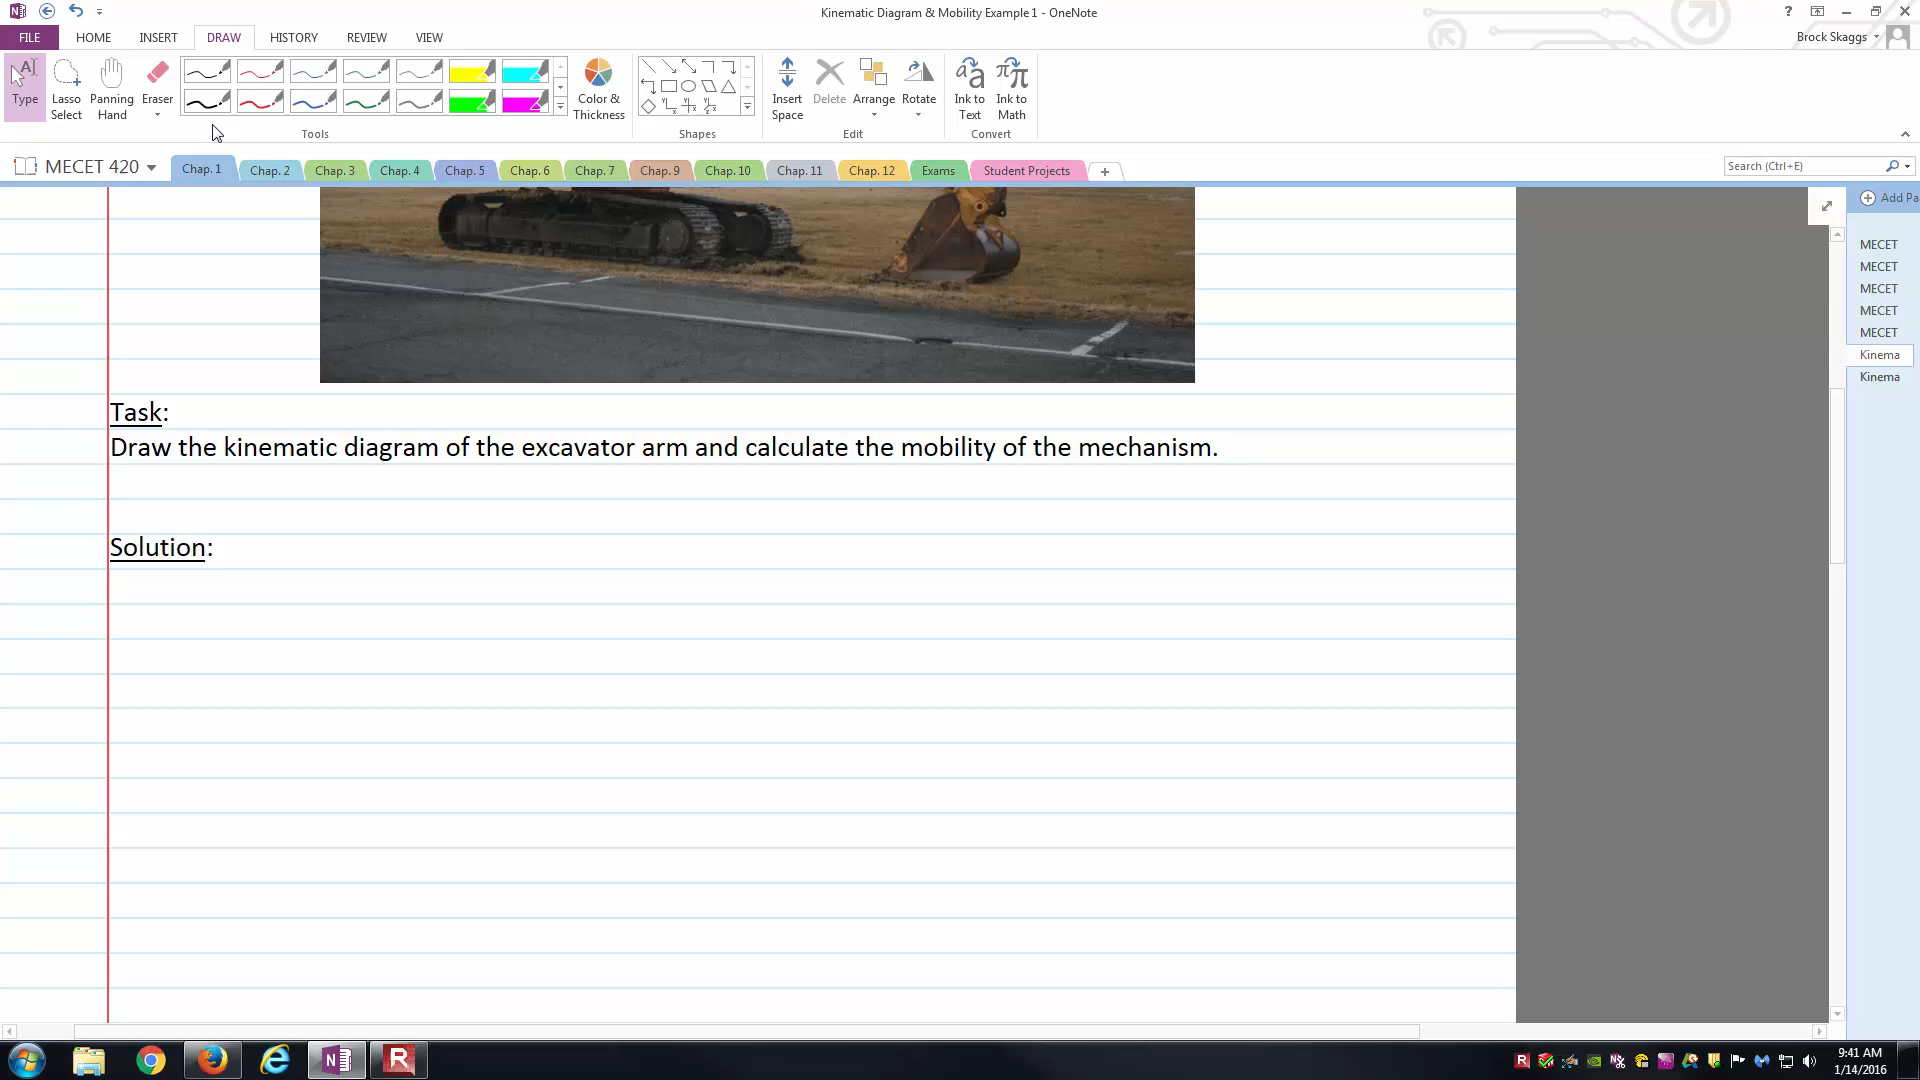 Kinematic Diagram & Mobility Example 1 - OneNote
FILE HOME INSERT DRAW HISTORY REVIEW VIEW
Brock Skaggs
Type
Lasso Select
Panning Hand
Eraser
Color & Thickness
Insert Space
Delete
Arrange
Rotate
Ink to Text
Ink to Math
Tools Shapes Edit Convert
MECET 420 Chap. 1 Chap. 2 Chap. 3 Chap. 4 Chap. 5 Chap. 6 Chap. 7 Chap. 9 Chap. 10 Chap. 11 Chap. 12 Exams Student Projects
Search (Ctrl+E)
Add Pa
MECET
MECET
MECET
MECET
MECET
Kinema
Kinema
Task:
Draw the kinematic diagram of the excavator arm and calculate the mobility of the mechanism.
Solution:
9:41 AM
1/14/2016